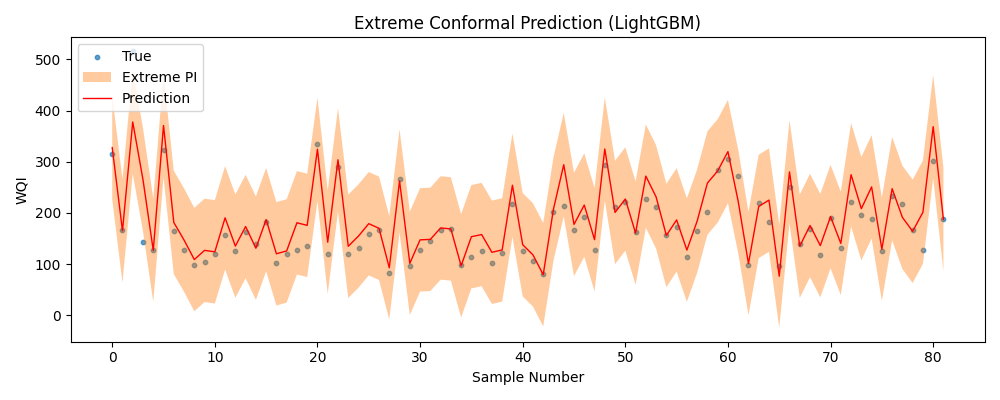 Extreme Conformal Prediction (LightGBM)
True
Extreme PI
Prediction
500
400
300
200
100
0
WQI
0 10 20 30 40 50 60 70 80
Sample Number